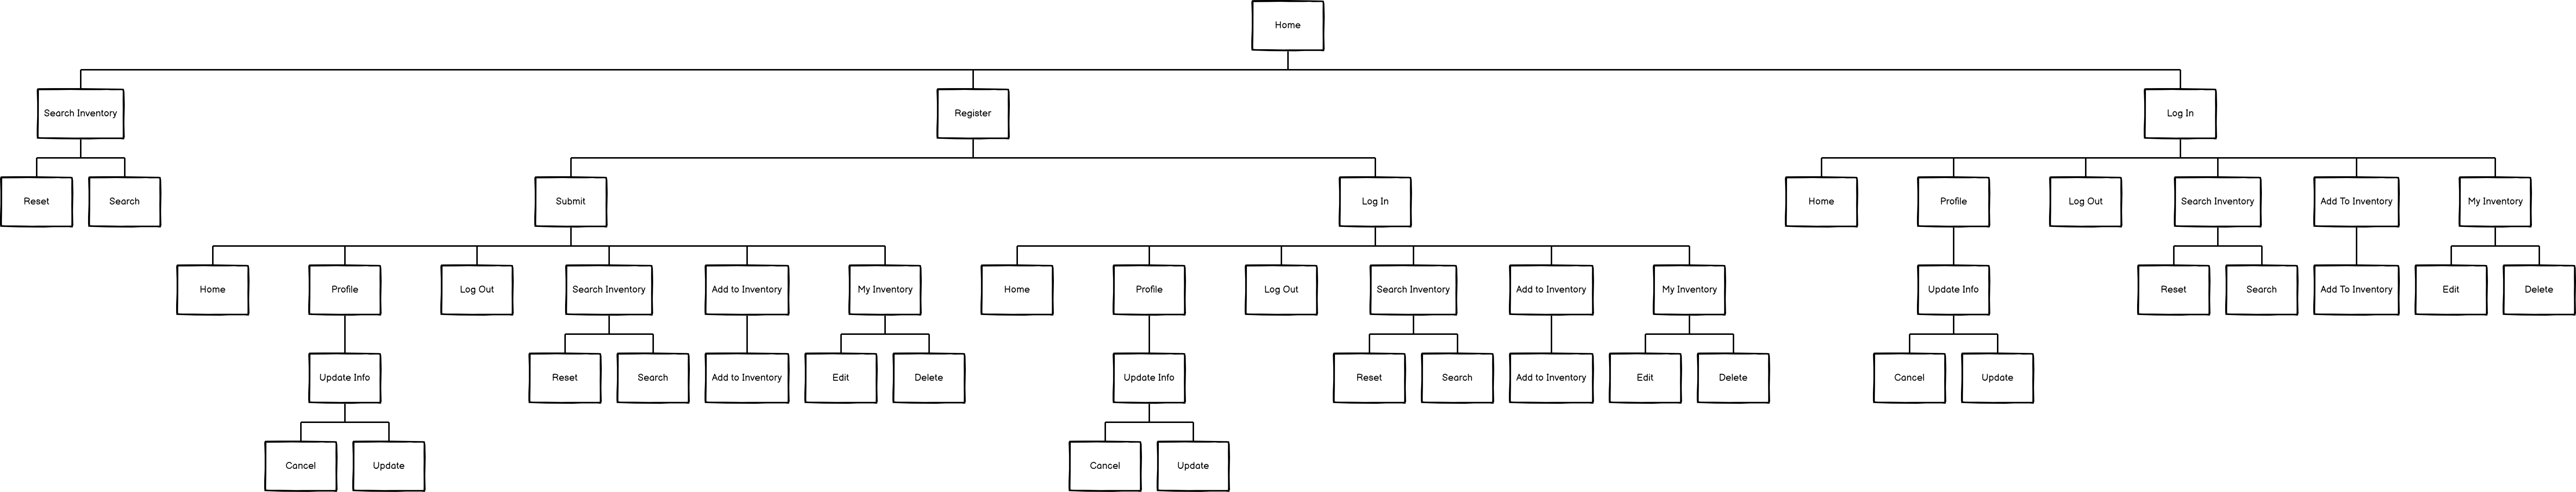 Home
Search Inventory
Register
Log In
Reset
Search
Submit
Log In
Home
Profile
Log Out
Search Inventory
Add To Inventory
My Inventory
Home
Profile
Log Out
Search Inventory
Add to Inventory
My Inventory
Home
Profile
Log Out
Search Inventory
Add to Inventory
My Inventory
Update Info
Reset
Search
Add To Inventory
Edit
Delete
Update Info
Reset
Search
Add to Inventory
Edit
Delete
Update Info
Reset
Search
Add to Inventory
Edit
Delete
Cancel
Update
Cancel
Update
Cancel
Update